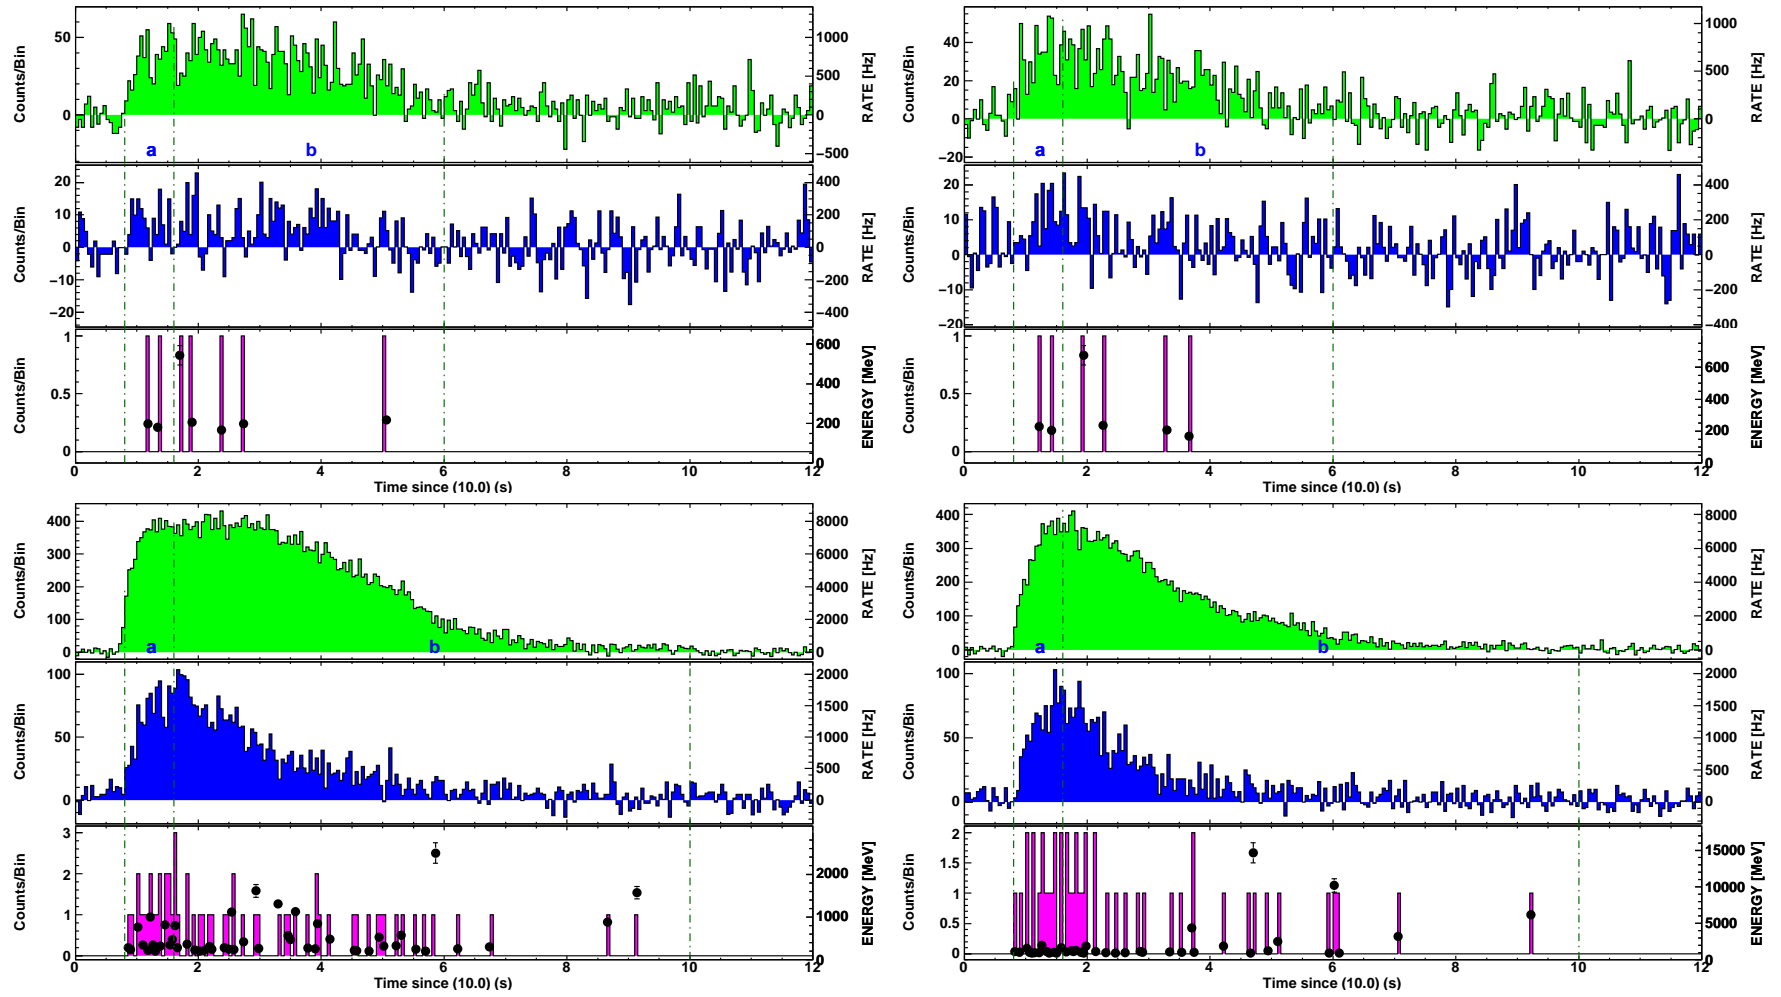 Counts/Bin
50
0
1000
500
0
−500
RATE [Hz]
a
b
Counts/Bin
20
10
0
−10
−20
400
200
0
−200
−400
RATE [Hz]
Counts/Bin
1
0.5
0
600
400
200
0
ENERGY [MeV]
0 2 4 6 8 10 12
Time since (10.0) (s)
Counts/Bin
40
20
0
−20
1000
500
0
RATE [Hz]
a
b
Counts/Bin
20
10
0
−10
−20
400
200
0
−200
−400
RATE [Hz]
Counts/Bin
1
0.5
0
600
400
200
0
ENERGY [MeV]
0 2 4 6 8 10 12
Time since (10.0) (s)
Counts/Bin
400
300
200
100
0
8000
6000
4000
2000
0
RATE [Hz]
a
b
Counts/Bin
100
50
0
2000
1500
1000
500
0
RATE [Hz]
Counts/Bin
3
2
1
0
2000
1000
0
ENERGY [MeV]
0 2 4 6 8 10 12
Time since (10.0) (s)
Counts/Bin
400
300
200
100
0
8000
6000
4000
2000
0
RATE [Hz]
a
b
Counts/Bin
100
50
0
2000
1500
1000
500
0
RATE [Hz]
Counts/Bin
2
1.5
1
0.5
0
15000
10000
5000
0
ENERGY [MeV]
0 2 4 6 8 10 12
Time since (10.0) (s)